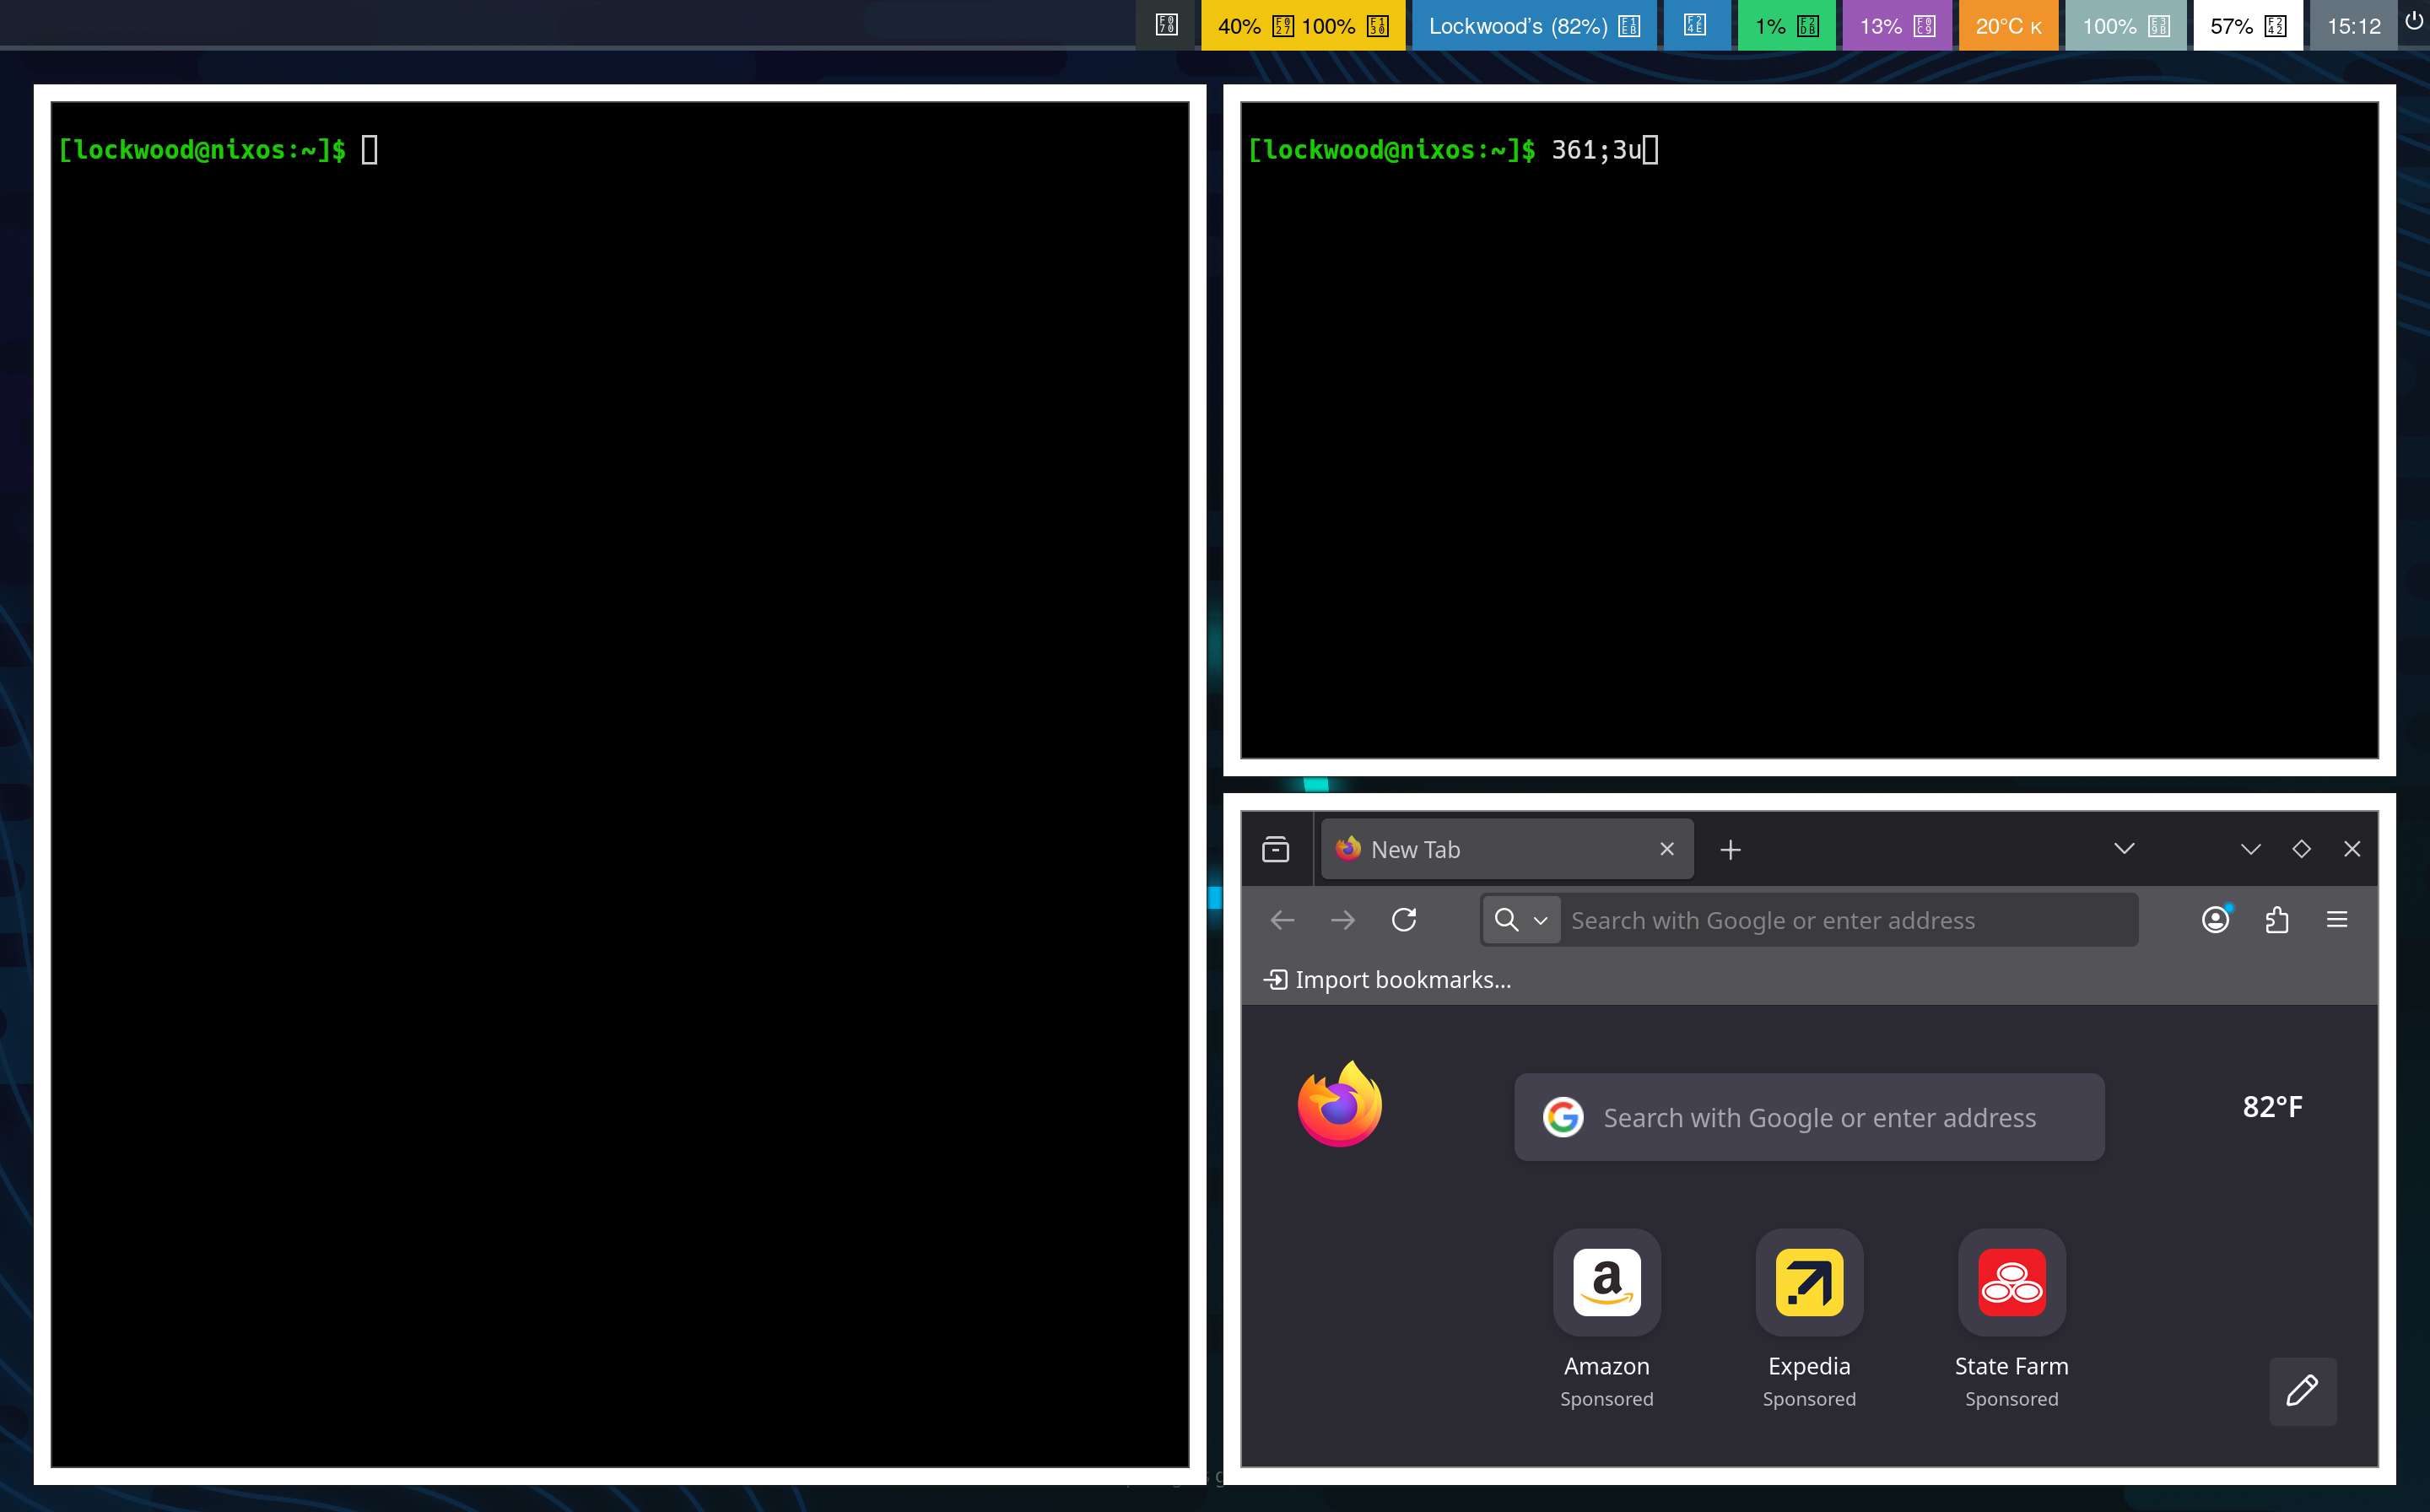 40% 100% Lockwood's (82%) 1% 13% 20°C K 100% 57% 15:12
[lockwood@nixos:~]$
[lockwood@nixos:~]$ 361;3u
New Tab
Search with Google or enter address
Import bookmarks...
Search with Google or enter address
82°F
Amazon
Sponsored
Expedia
Sponsored
State Farm
Sponsored